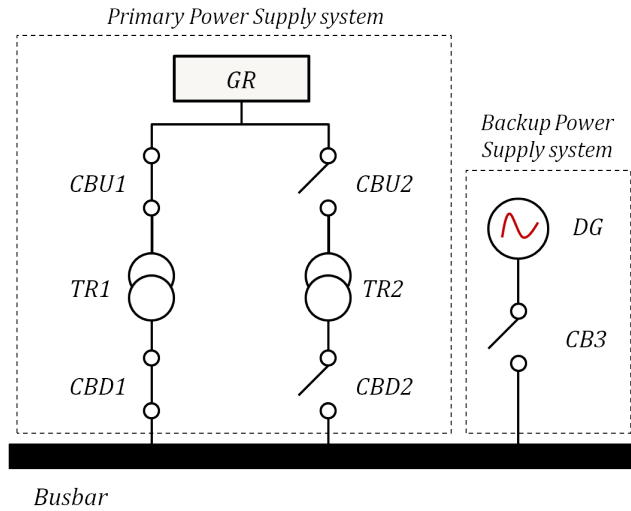 Primary Power Supply system
GR
Backup Power
Supply system
CBU1
CBU2
DG
TR1
TR2
CB3
CBD1
CBD2
Busbar